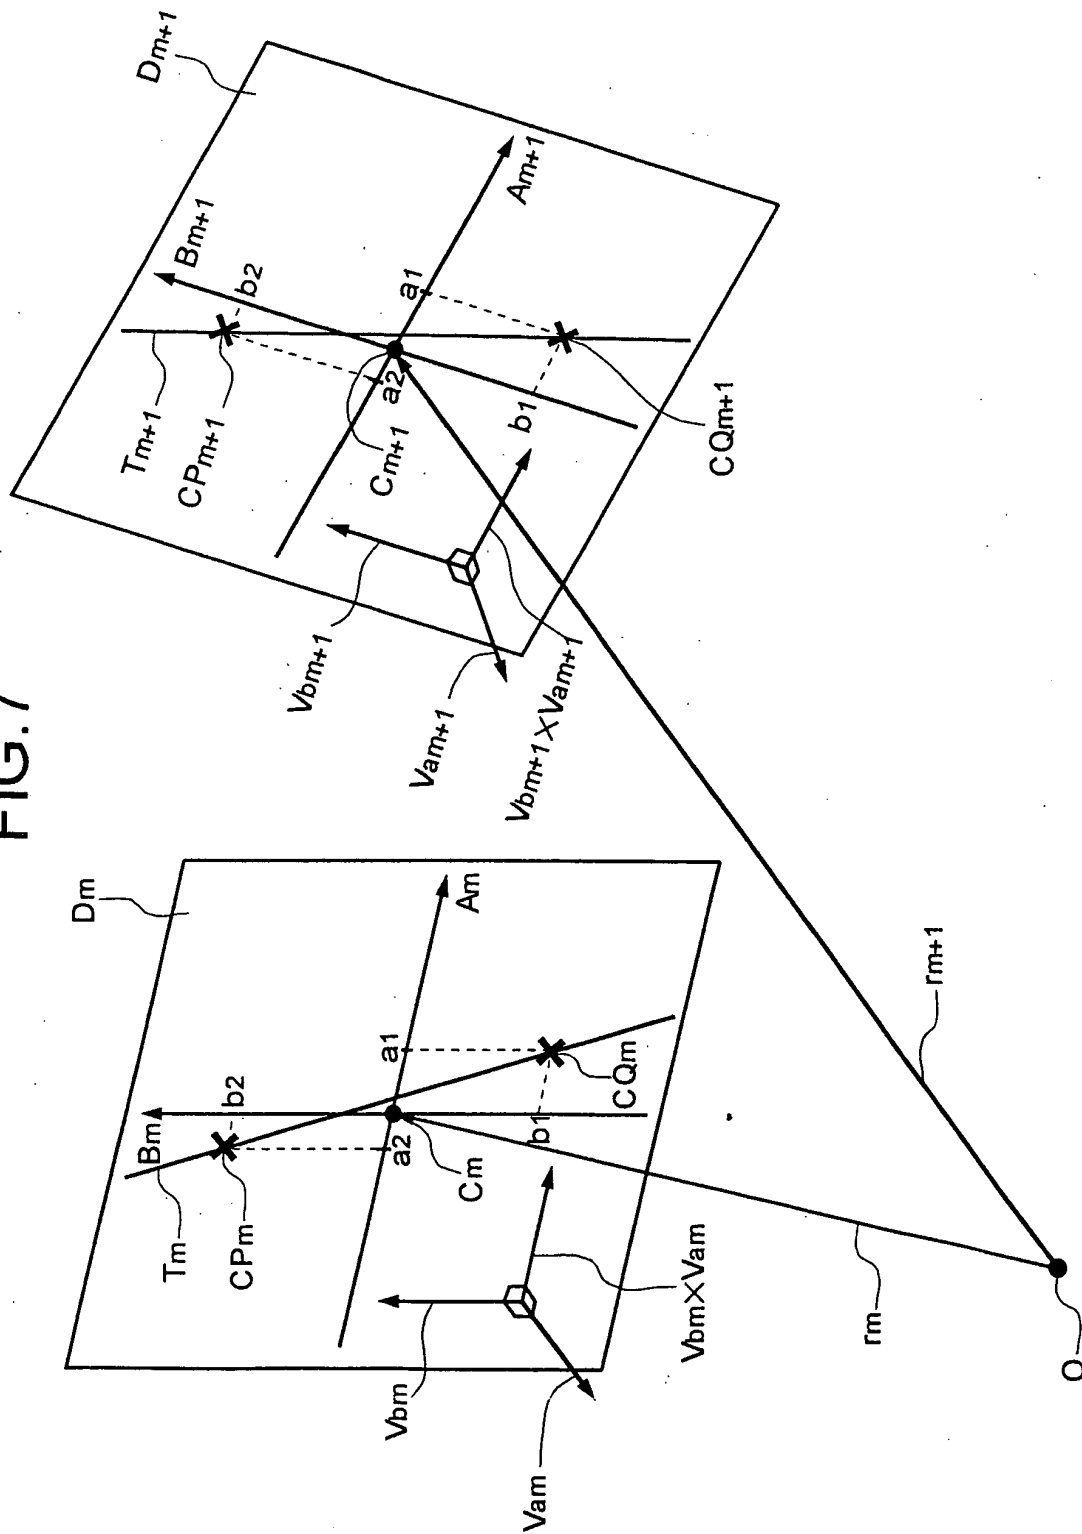 FIG.7
Dm
Bm
b2
Tm
CPm
a1
Am
a2
Cm
b1
CQm
Vbm
Vam
Vbm×Vam
rm
O
rm+1
Dm+1
Bm+1
b2
Tm+1
CPm+1
a1
Am+1
a2
Cm+1
b1
CQm+1
Vbm+1
Vam+1
Vbm+1×Vam+1